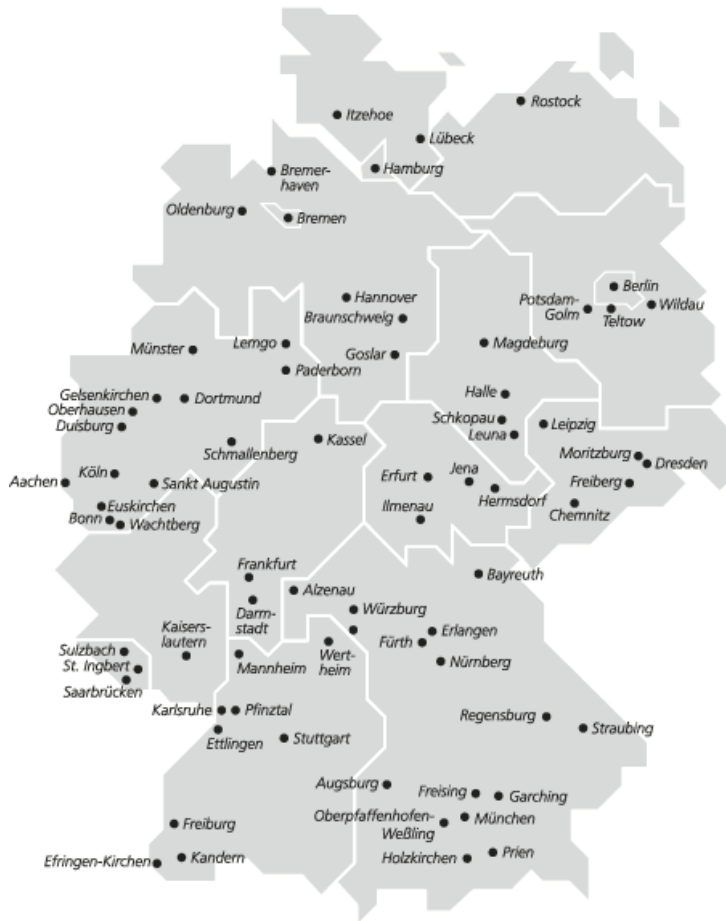 Rostock
Itzehoe
Lübeck
Hamburg
Bremer-
haven
Oldenburg
Bremen
Berlin
Hannover
Potsdam-
Golm
Wildau
Teltow
Braunschweig
Lemgo
Magdeburg
Münster
Goslar
Paderborn
Halle
Gelsenkirchen
Dortmund
Oberhausen
Schkopau
Leipzig
Duisburg
Leuna
Kassel
Schmallenberg
Moritzburg
Dresden
Köln
Jena
Erfurt
Aachen
Sankt Augustin
Freiberg
Hermsdorf
Euskirchen
Ilmenau
Chemnitz
Bonn
Wachtberg
Frankfurt
Bayreuth
Alzenau
Darm-
stadt
Würzburg
Kaisers-
lautern
Erlangen
Fürth
Sulzbach
Wert-
heim
St. Ingbert
Mannheim
Nürnberg
Saarbrücken
Karlsruhe
Pfinztal
Regensburg
Straubing
Ettlingen
Stuttgart
Augsburg
Freising
Garching
Oberpfaffenhofen-
Weßling
München
Freiburg
Prien
Efringen-Kirchen
Kandern
Holzkirchen